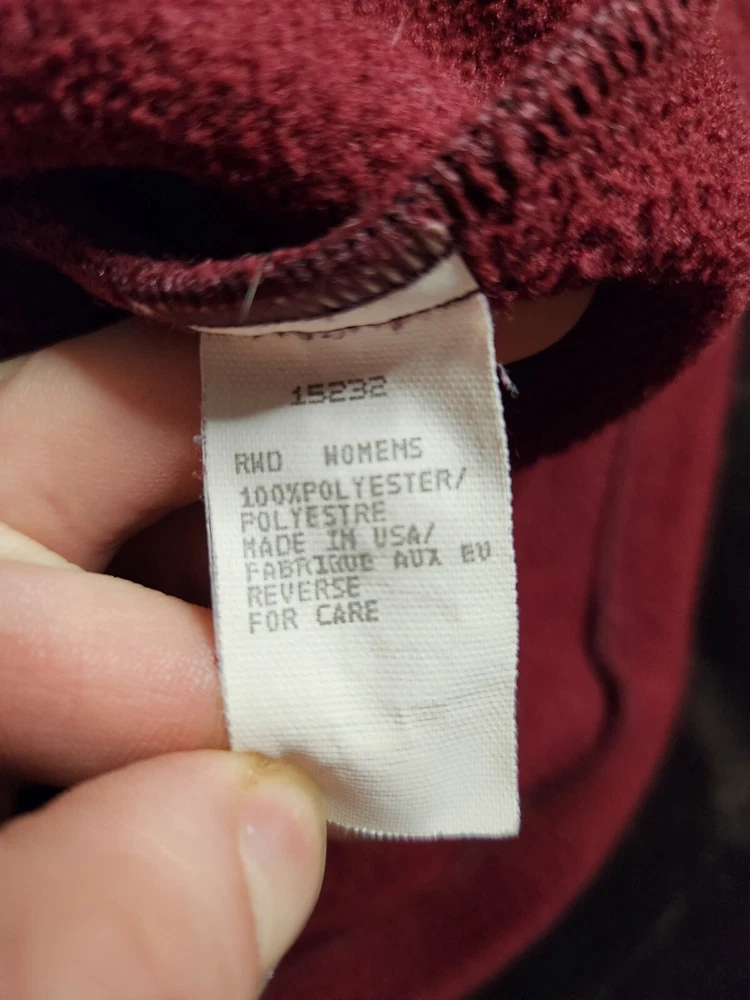 15232
RWD WOMENS
100%POLYESTER/
POLYESTRE
MADE IN USA/
FABRIQUE AUX EU
REVERSE
FOR CARE